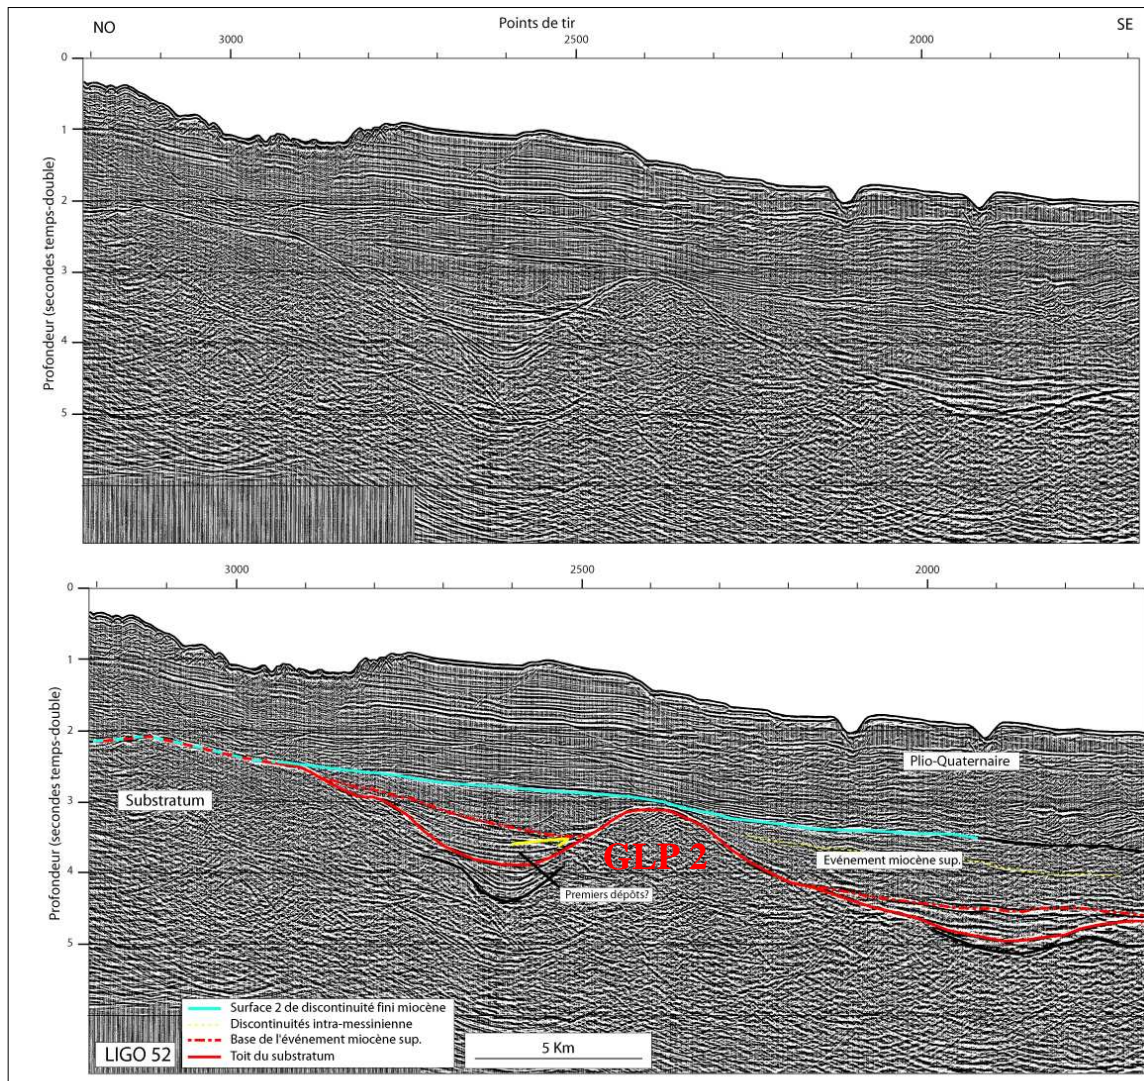 NO Points de tir SE
3000 2500 2000
0
1
2
3
4
5
Profondeur (secondes temps-double)
3000 2500 2000
0
1
2
3
4
5
Profondeur (secondes temps-double)
Plio-Quaternaire
Substratum
GLP 2
Evénement miocène sup.
Premiers dépôts?
Surface 2 de discontinuité fini miocène
Discontinuités intra-messinienne
Base de l'événement miocène sup.
Toit du substratum
LIGO 52
5 Km